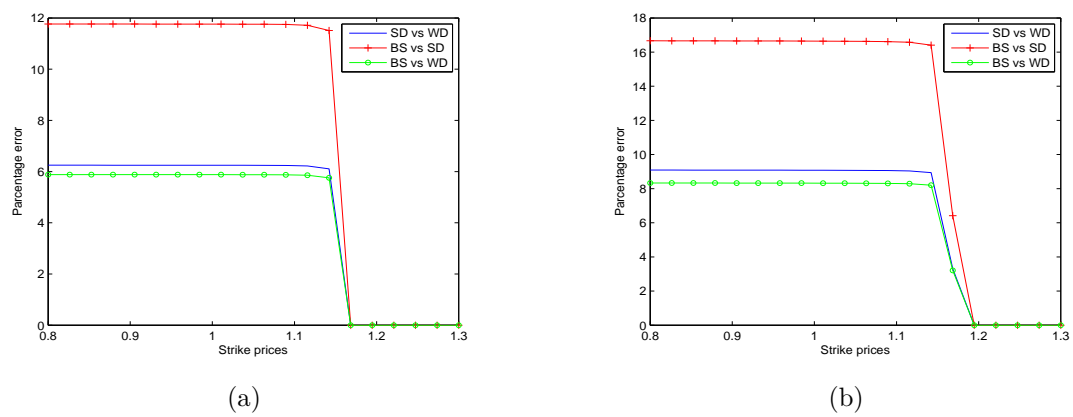 12
10
8
6
4
2
0
Parcentage error
0.8 0.9 1 1.1 1.2 1.3
Strike prices
SD vs WD
BS vs SD
BS vs WD
(a)
18
16
14
12
10
8
6
4
2
0
Parcentage error
0.8 0.9 1 1.1 1.2 1.3
Strike prices
SD vs WD
BS vs SD
BS vs WD
(b)